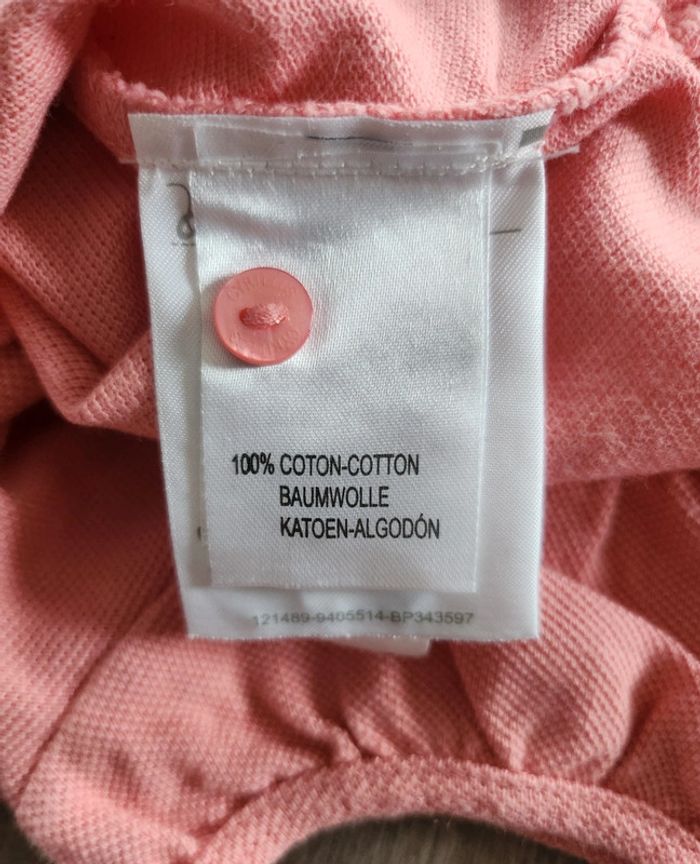 100% COTON-COTTON
BAUMWOLLE
KATOEN-ALGODÓN
121489-9405514-BP343597